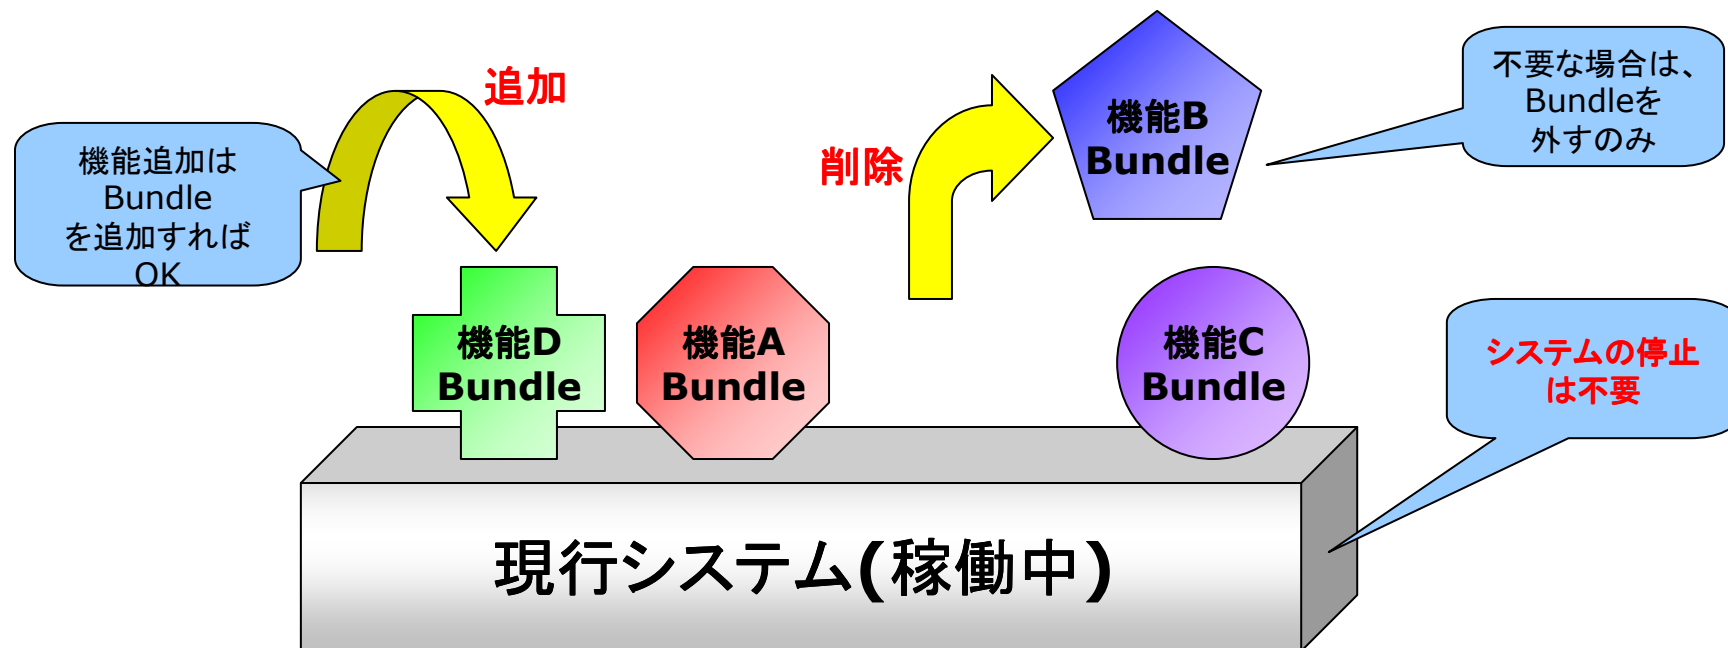 追加
機能追加は
Bundle
を追加すれば
OK
削除
機能B
Bundle
不要な場合は、
Bundleを
外すのみ
機能D
Bundle
機能A
Bundle
機能C
Bundle
システムの停止
は不要
現行システム(稼働中)